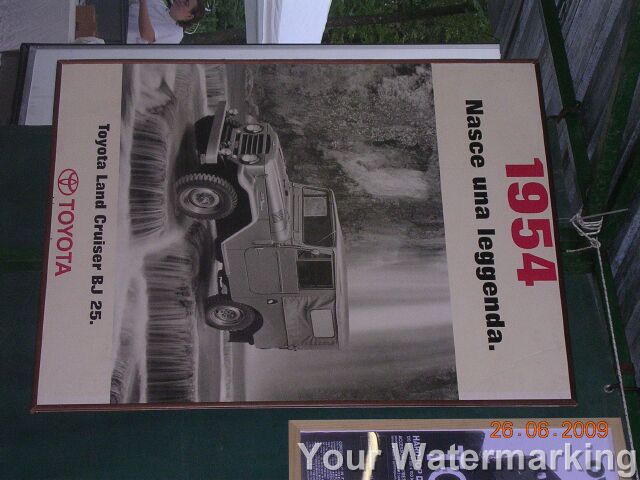 1954
Nasce una leggenda.
Toyota Land Cruiser BJ 25.
TOYOTA
26.06.2009
Your Watermarking